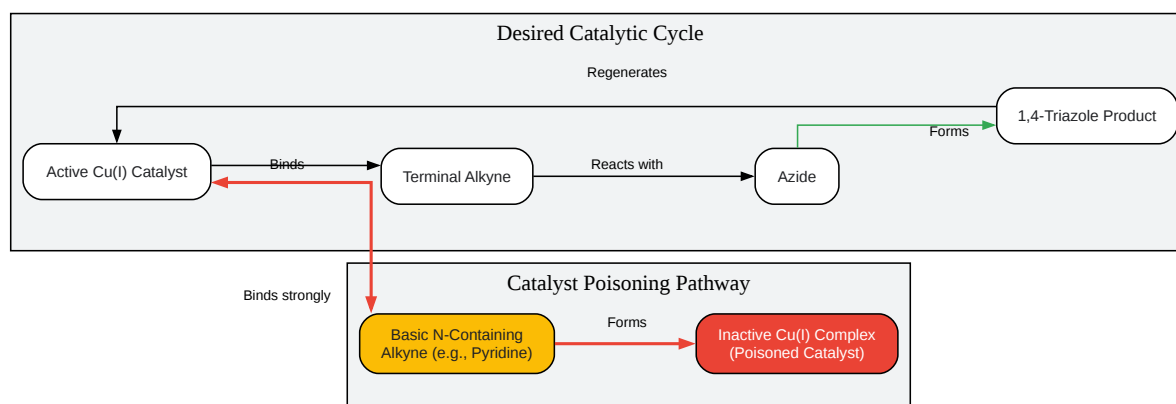 Desired Catalytic Cycle
Regenerates
1,4-Triazole Product
Forms
Active Cu(I) Catalyst
Binds
Terminal Alkyne
Reacts with
Azide
Catalyst Poisoning Pathway
Binds strongly
Basic N-Containing
Alkyne (e.g., Pyridine)
Forms
Inactive Cu(I) Complex
(Poisoned Catalyst)